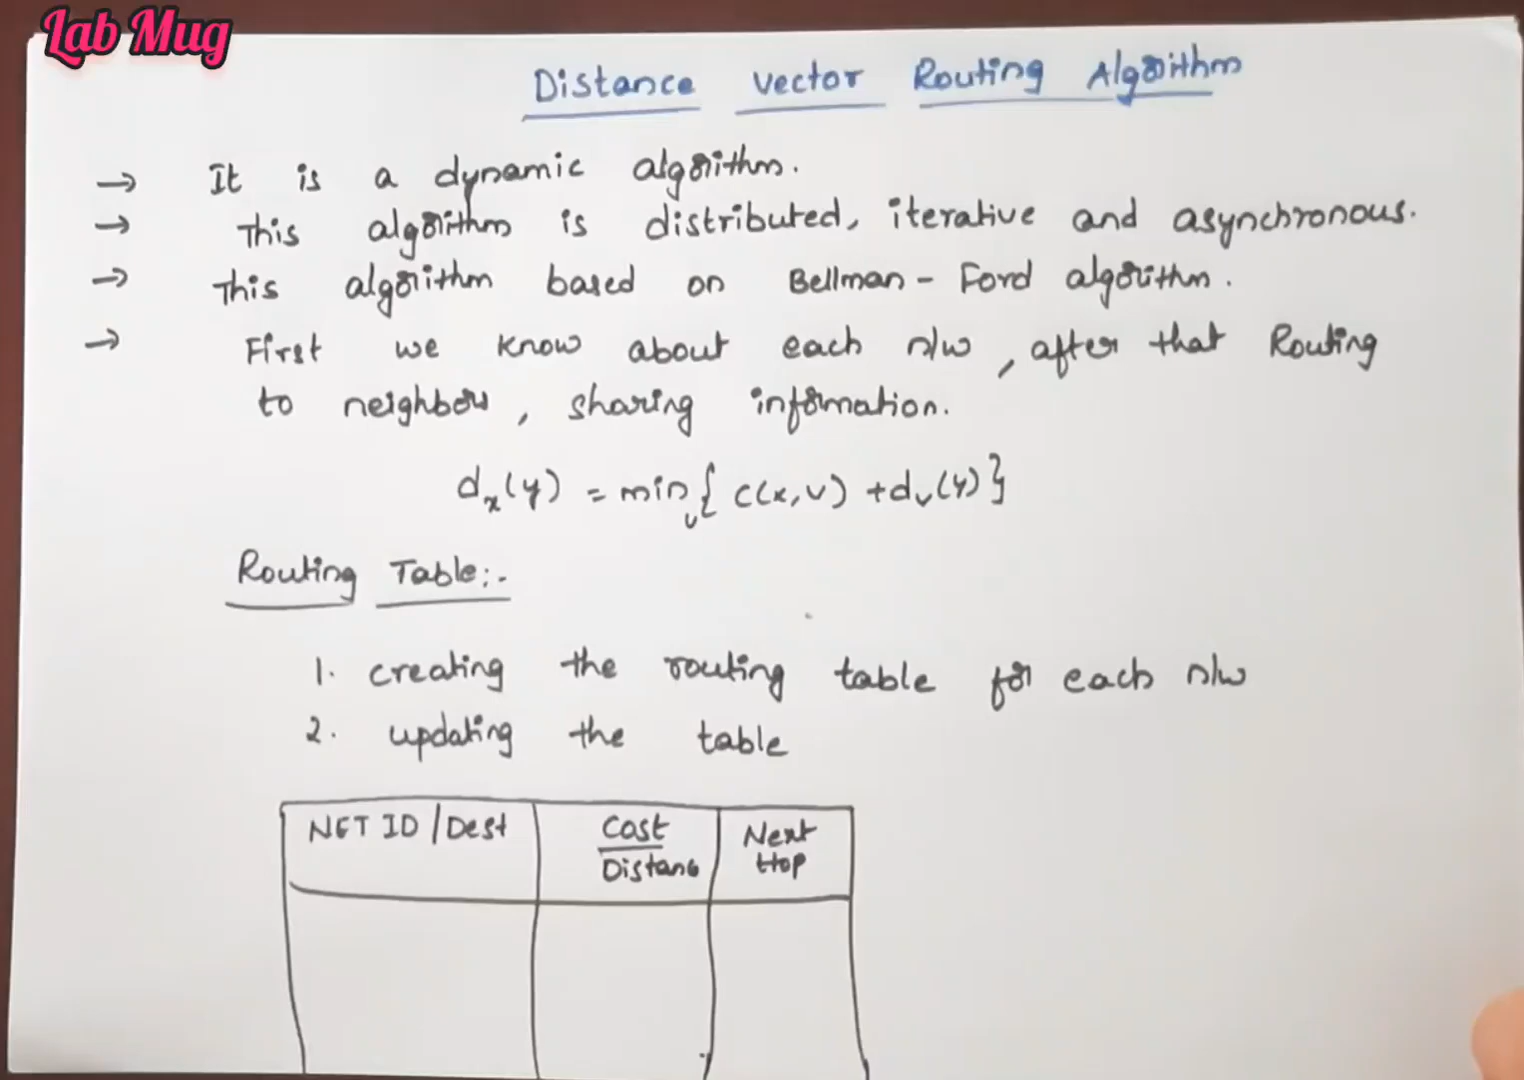 Lab Mug
Distance vector Routing Algorithm
→ It is a dynamic algorithm.
→ This algorithm is distributed, iterative and asynchronous.
→ This algorithm based on Bellman - Ford algorithm.
→ First we know about each n/w, after that Routing
to neighbors, sharing information.
dx(y) = minv{ c(x,v) + dv(y)}
Routing Table:-
1. creating the routing table for each n/w
2. updating the table
NET ID / Dest
Cost
Distanc
Next
Hop